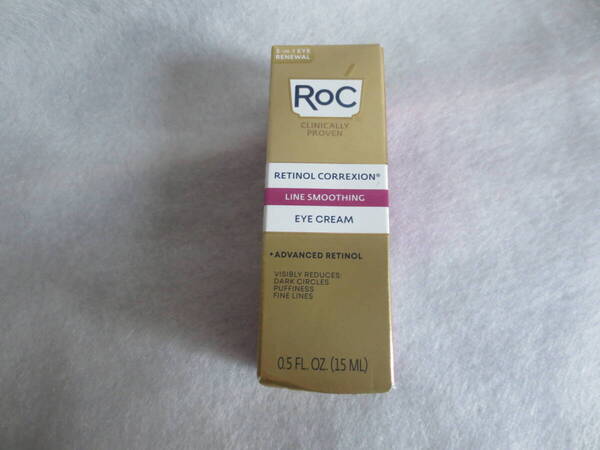 3-IN-1 EYE
RENEWAL
RoC
CLINICALLY
PROVEN
RETINOL CORREXION®
LINE SMOOTHING
EYE CREAM
• ADVANCED RETINOL
VISIBLY REDUCES:
DARK CIRCLES
PUFFINESS
FINE LINES
0.5 FL. OZ. (15 ML)